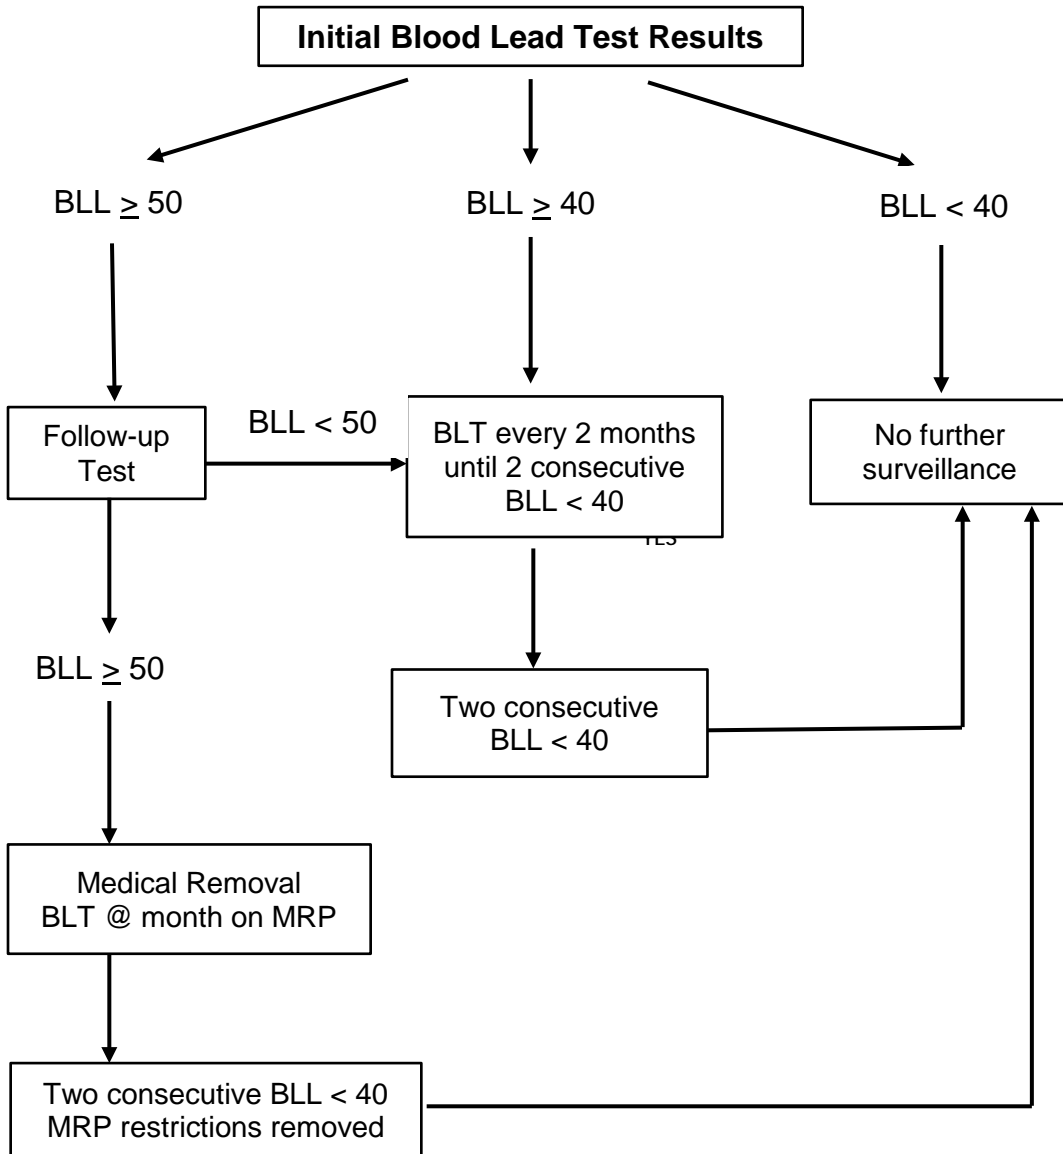 Initial Blood Lead Test Results
BLL ≥ 50
BLL ≥ 40
BLL < 40
Follow-up
Test
BLL < 50
BLT every 2 months
until 2 consecutive
BLL < 40
No further
surveillance
BLL ≥ 50
Two consecutive
BLL < 40
Medical Removal
BLT @ month on MRP
Two consecutive BLL < 40
MRP restrictions removed